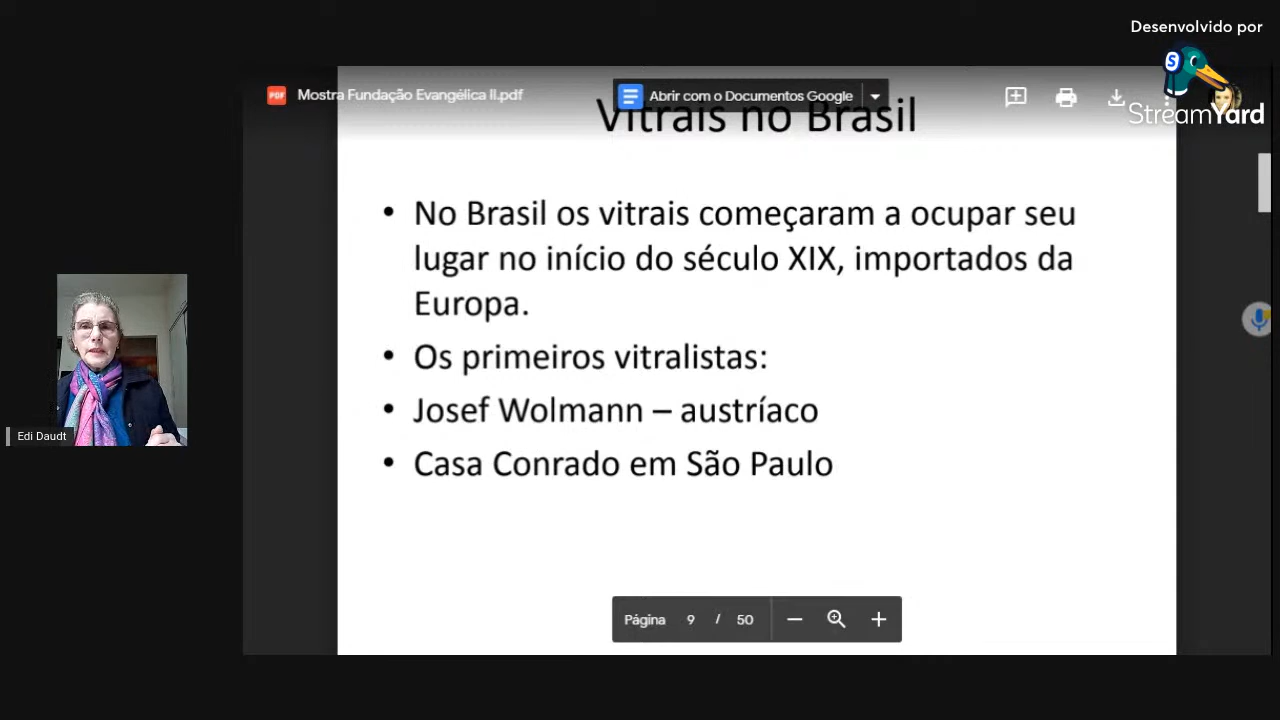 Desenvolvido por
StreamYard
Mostra Fundação Evangélica II.pdf
Abrir com o Documentos Google
Vitrais no Brasil
• No Brasil os vitrais começaram a ocupar seu
lugar no início do século XIX, importados da
Europa.
• Os primeiros vitralistas:
• Josef Wolmann – austríaco
• Casa Conrado em São Paulo
Edi Daudt
Página 9 / 50